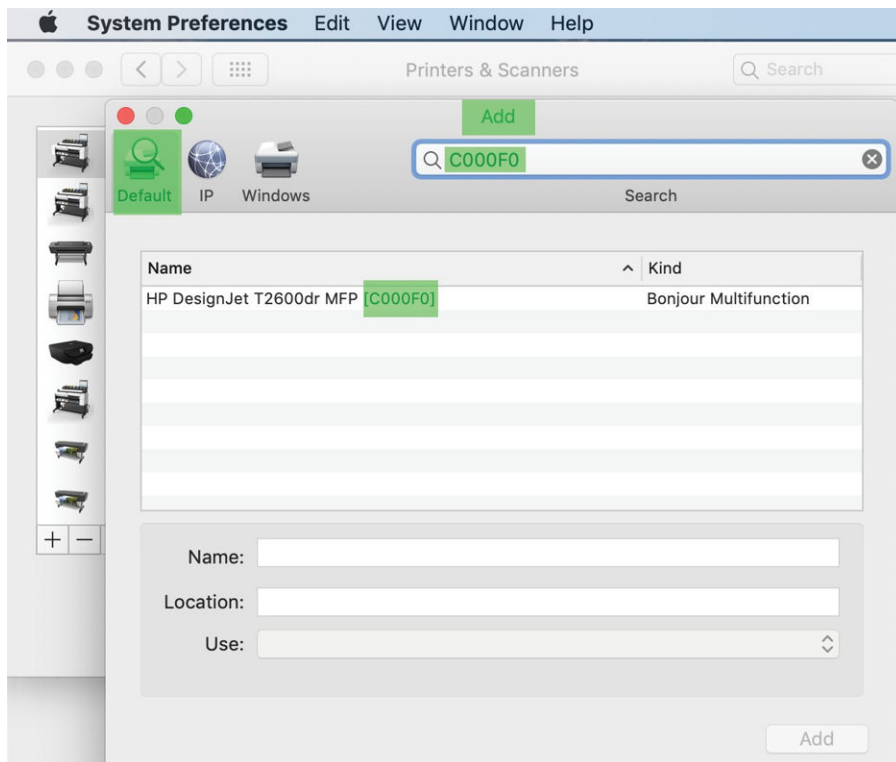 System Preferences Edit View Window Help
Printers & Scanners
Search
Add
C000F0
Default IP Windows
Search
Name Kind
HP DesignJet T2600dr MFP [C000F0] Bonjour Multifunction
Name:
Location:
Use:
Add